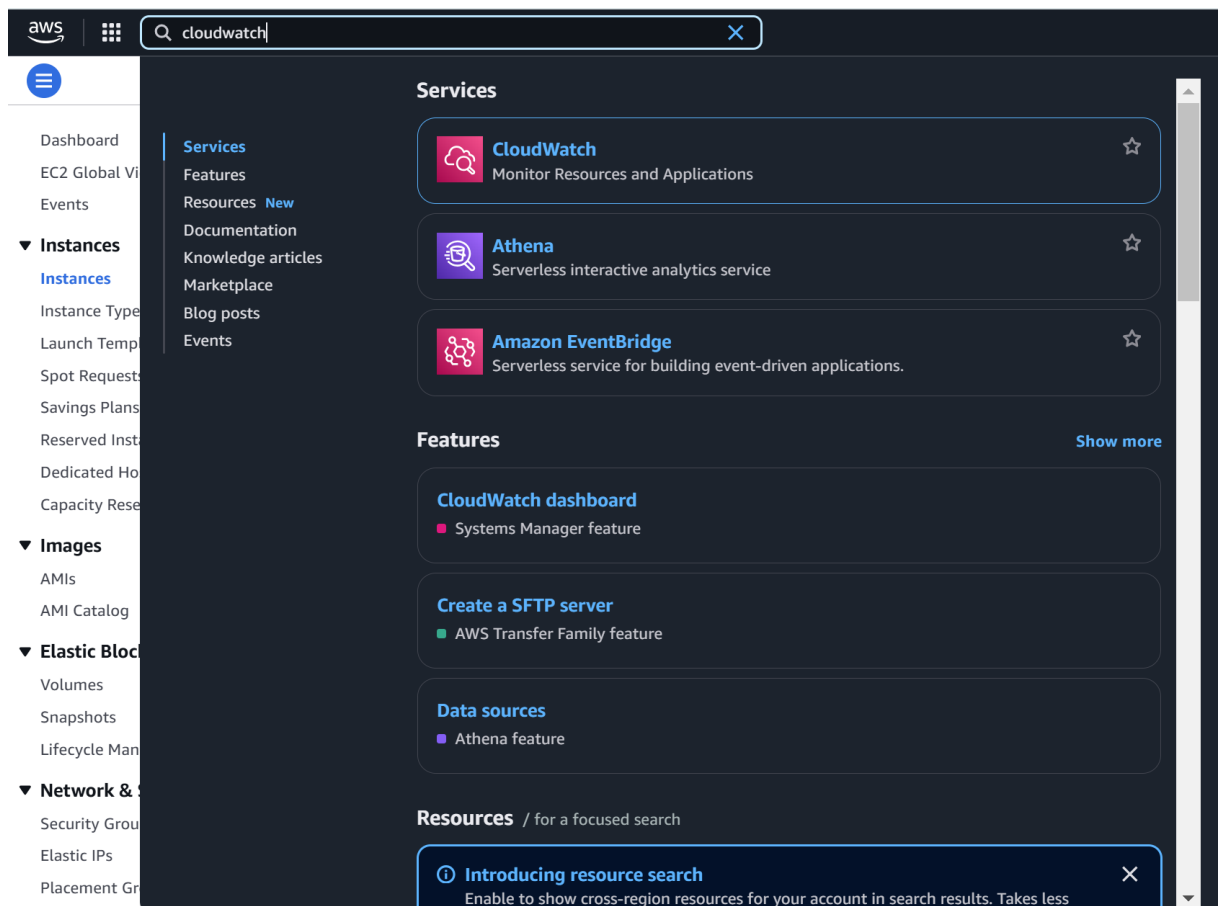 aws
cloudwatch
Dashboard
EC2 Global Vi
Events
Instances
Instances
Instance Type
Launch Templ
Spot Requests
Savings Plans
Reserved Insta
Dedicated Ho
Capacity Rese
Images
AMIs
AMI Catalog
Elastic Bloc
Volumes
Snapshots
Lifecycle Man
Network & S
Security Grou
Elastic IPs
Placement Gr
Services
Features
Resources New
Documentation
Knowledge articles
Marketplace
Blog posts
Events
Services
CloudWatch
Monitor Resources and Applications
Athena
Serverless interactive analytics service
Amazon EventBridge
Serverless service for building event-driven applications.
Features
Show more
CloudWatch dashboard
Systems Manager feature
Create a SFTP server
AWS Transfer Family feature
Data sources
Athena feature
Resources / for a focused search
Introducing resource search
Enable to show cross-region resources for your account in search results. Takes less